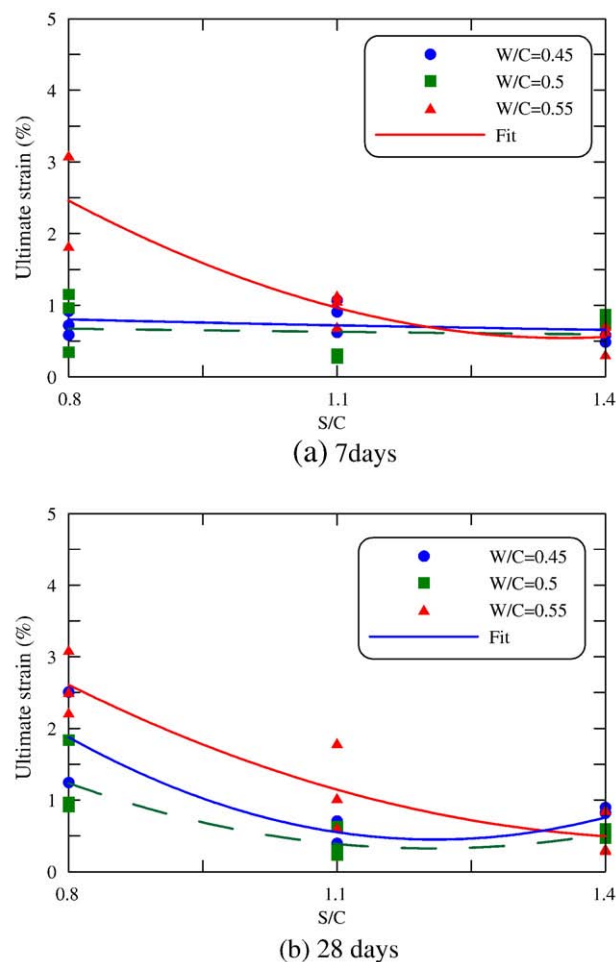 5
4
3
2
1
0
Ultimate strain (%)
W/C=0.45
W/C=0.5
W/C=0.55
Fit
0.8
1.1
1.4
S/C
(a) 7days
5
4
3
2
1
0
Ultimate strain (%)
W/C=0.45
W/C=0.5
W/C=0.55
Fit
0.8
1.1
1.4
S/C
(b) 28 days